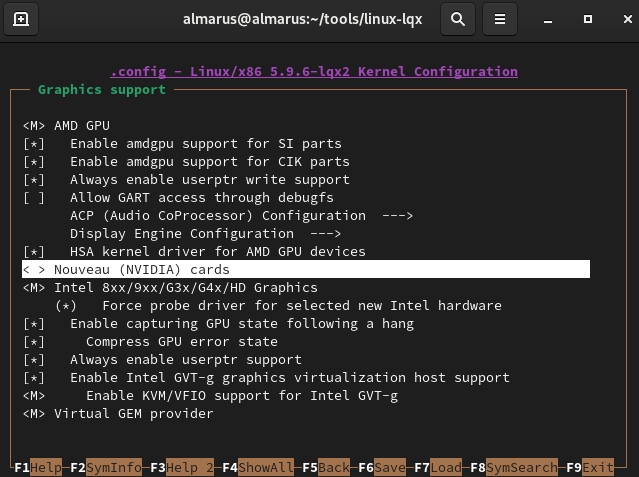 almarus@almarus:~/tools/linux-lqx
.config - Linux/x86 5.9.6-lqx2 Kernel Configuration
Graphics support
<M> AMD GPU
[*]   Enable amdgpu support for SI parts
[*]   Enable amdgpu support for CIK parts
[*]   Always enable userptr write support
[ ]   Allow GART access through debugfs
ACP (Audio CoProcessor) Configuration  --->
Display Engine Configuration  --->
[*]   HSA kernel driver for AMD GPU devices
< > Nouveau (NVIDIA) cards
<M> Intel 8xx/9xx/G3x/G4x/HD Graphics
(*)   Force probe driver for selected new Intel hardware
[*]   Enable capturing GPU state following a hang
[*]     Compress GPU error state
[*]   Always enable userptr support
[*]   Enable Intel GVT-g graphics virtualization host support
<M>     Enable KVM/VFIO support for Intel GVT-g
<M> Virtual GEM provider
F1Help F2SymInfo F3Help 2 F4ShowAll F5Back F6Save F7Load F8SymSearch F9Exit